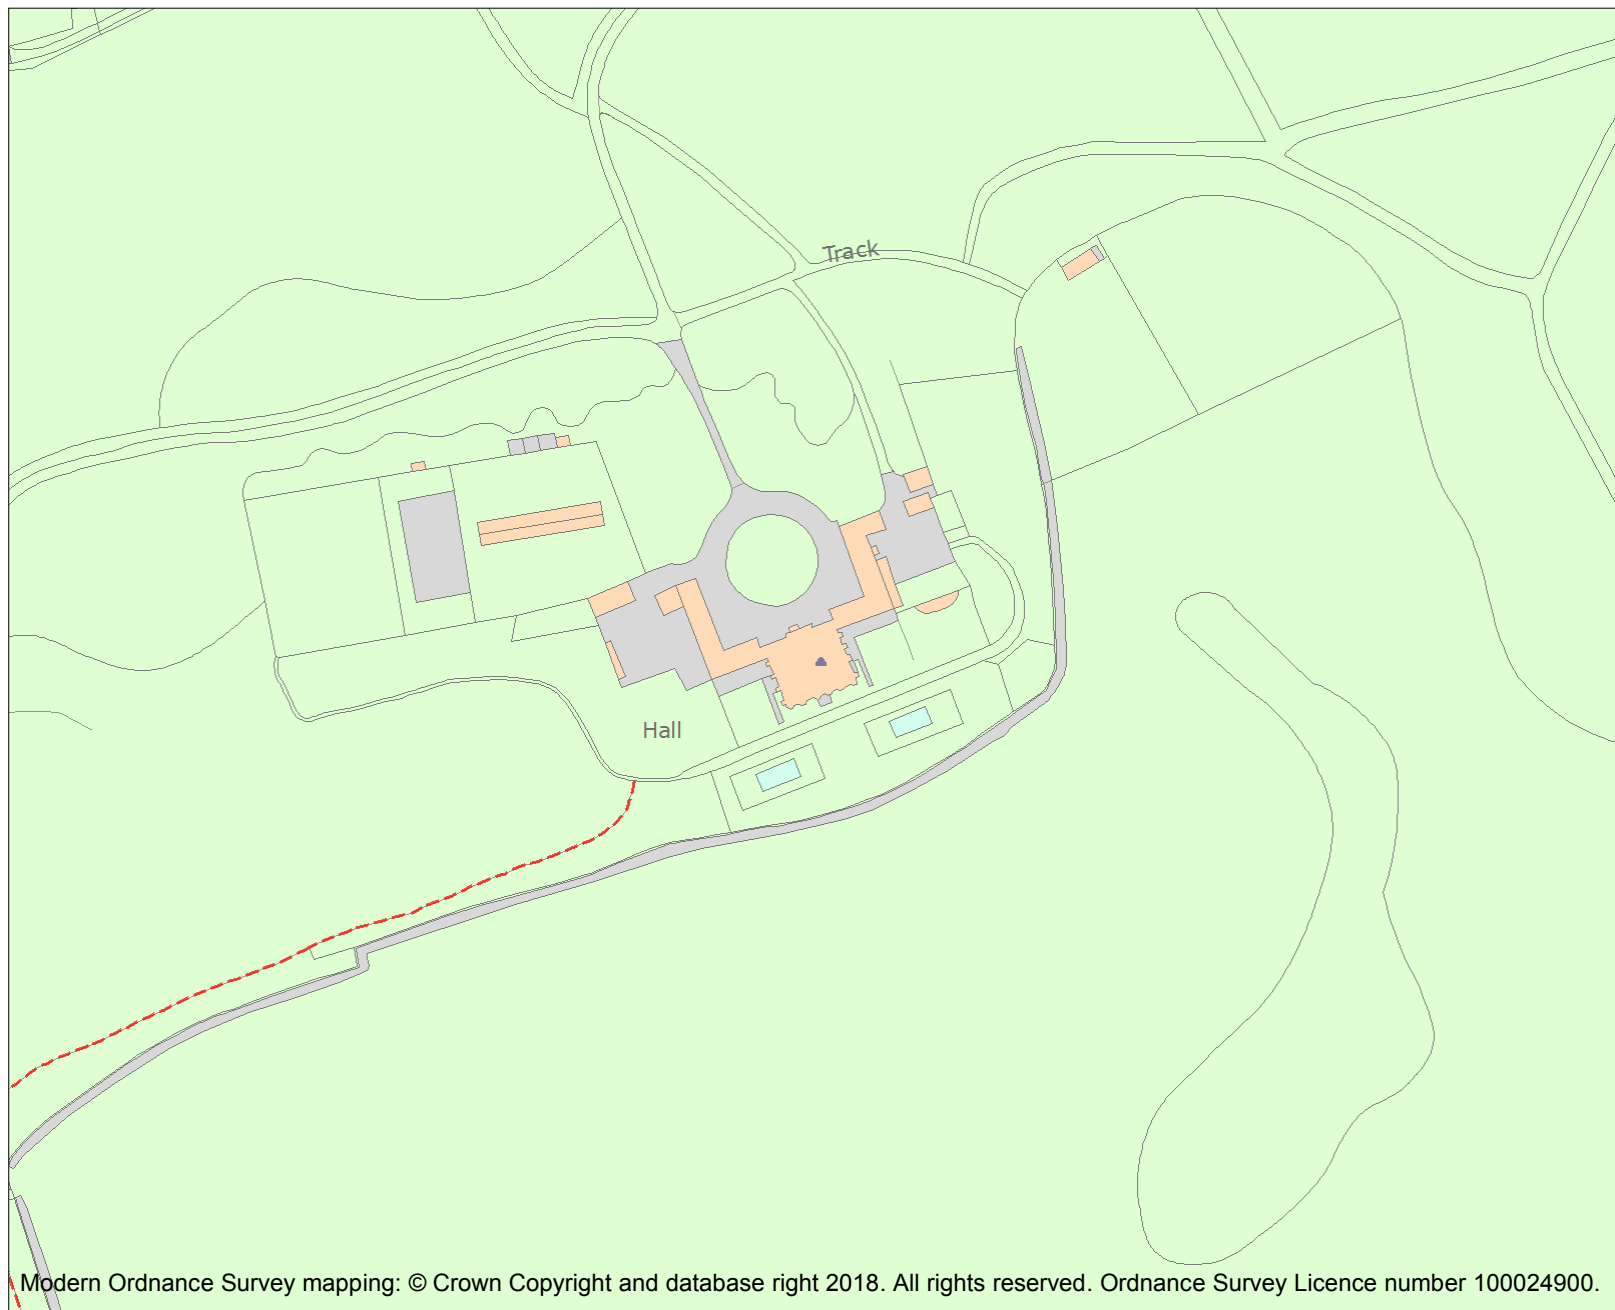 Track
Hall
Modern Ordnance Survey mapping: © Crown Copyright and database right 2018. All rights reserved. Ordnance Survey Licence number 100024900.